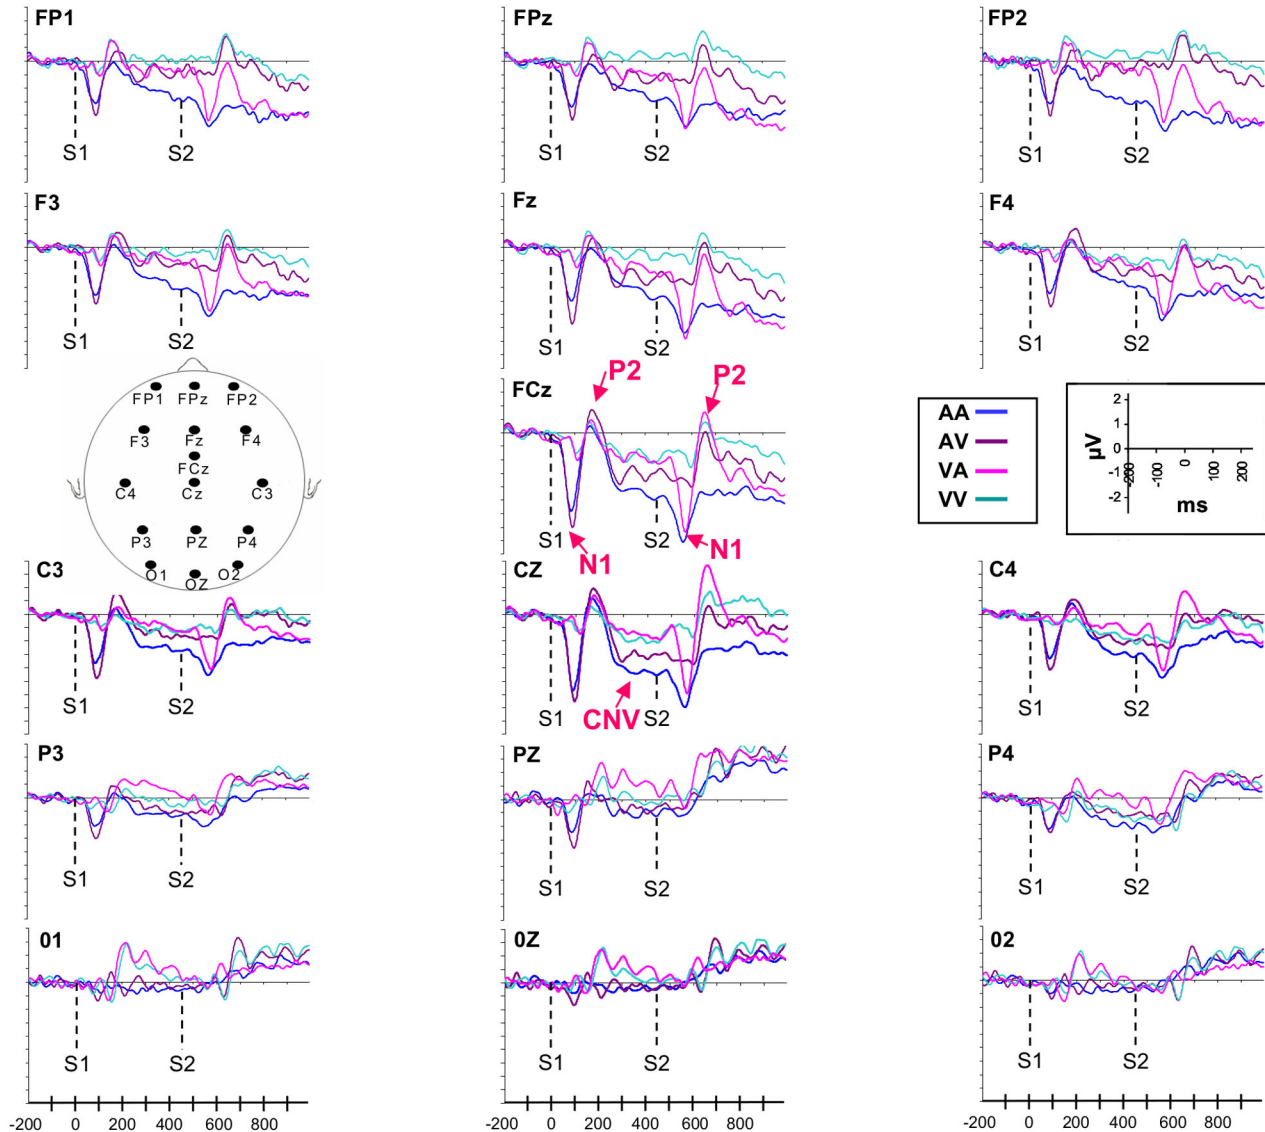 FP1
FPz
FP2
S1
S2
S1
S2
S1
S2
F3
Fz
F4
S1
S2
S1
S2
S1
S2
FP1 FPz FP2
F3 Fz F4
FCz
C4 Cz C3
P3 PZ P4
O1 OZ O2
FCz
P2
P2
S1
S2
N1
N1
AA
AV
VA
VV
2
1
0
-1
-2
µV
-200
-100
0
100
200
ms
C3
CZ
C4
S1
S2
S1
CNV
S2
S1
S2
P3
PZ
P4
S1
S2
S1
S2
S1
S2
01
0Z
02
S1
S2
S1
S2
S1
S2
-200 0 200 400 600 800
-200 0 200 400 600 800
-200 0 200 400 600 800